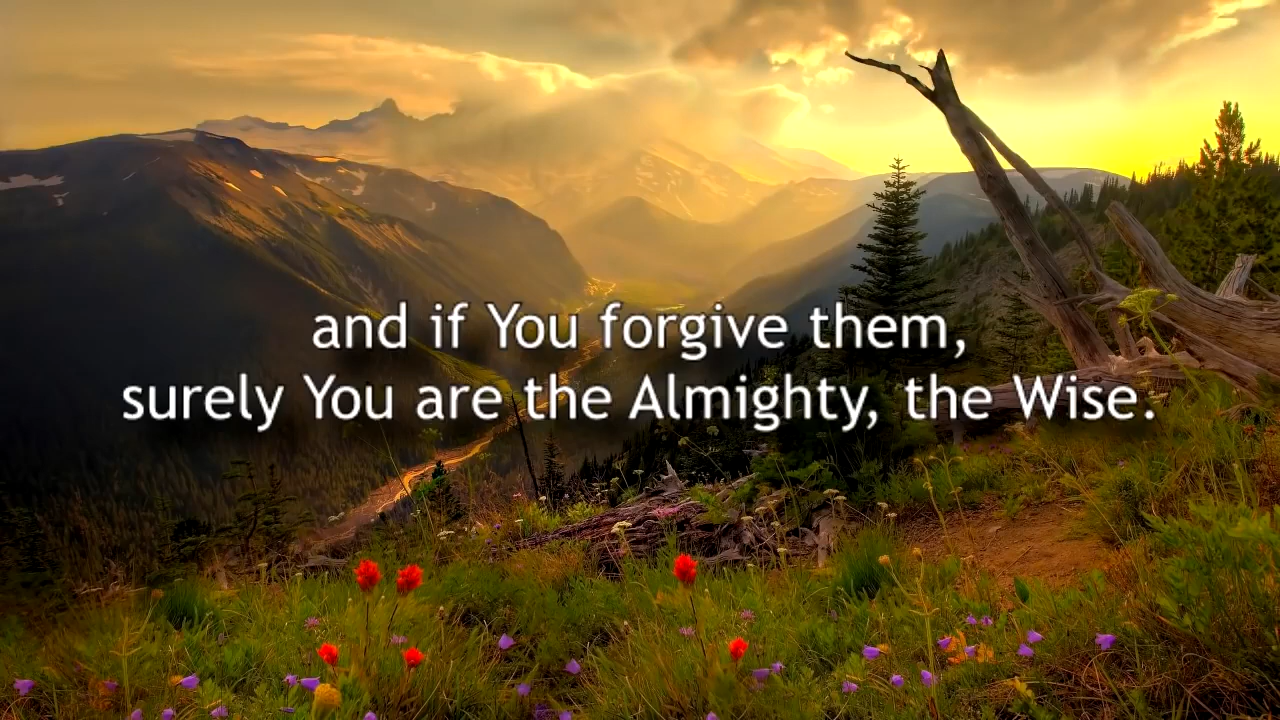 and if You forgive them,
surely You are the Almighty, the Wise.